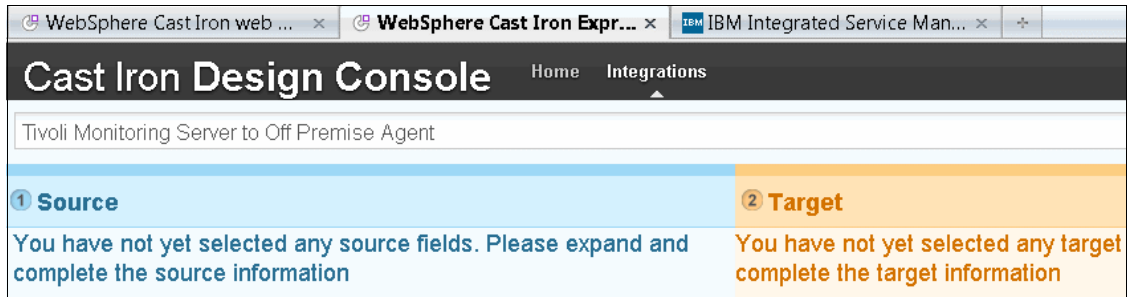 WebSphere Cast Iron web ... × WebSphere Cast Iron Expr... × IBM IBM Integrated Service Man... × +
Cast Iron Design Console Home Integrations
Tivoli Monitoring Server to Off Premise Agent
1 Source
2 Target
You have not yet selected any source fields. Please expand and
complete the source information
You have not yet selected any target
complete the target information